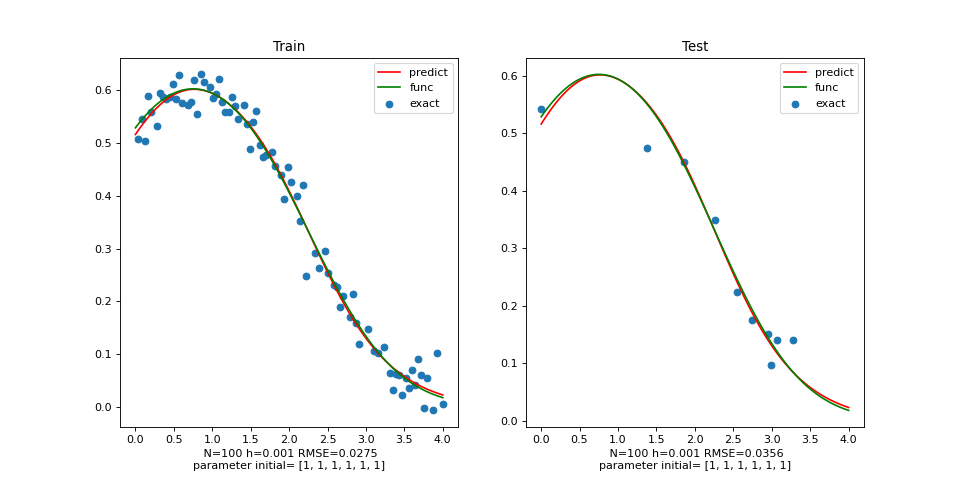 Train
predict
func
exact
0.6
0.5
0.4
0.3
0.2
0.1
0.0
0.0 0.5 1.0 1.5 2.0 2.5 3.0 3.5 4.0
N=100 h=0.001 RMSE=0.0275
parameter initial= [1, 1, 1, 1, 1, 1]
Test
predict
func
exact
0.6
0.5
0.4
0.3
0.2
0.1
0.0
0.0 0.5 1.0 1.5 2.0 2.5 3.0 3.5 4.0
N=100 h=0.001 RMSE=0.0356
parameter initial= [1, 1, 1, 1, 1, 1]